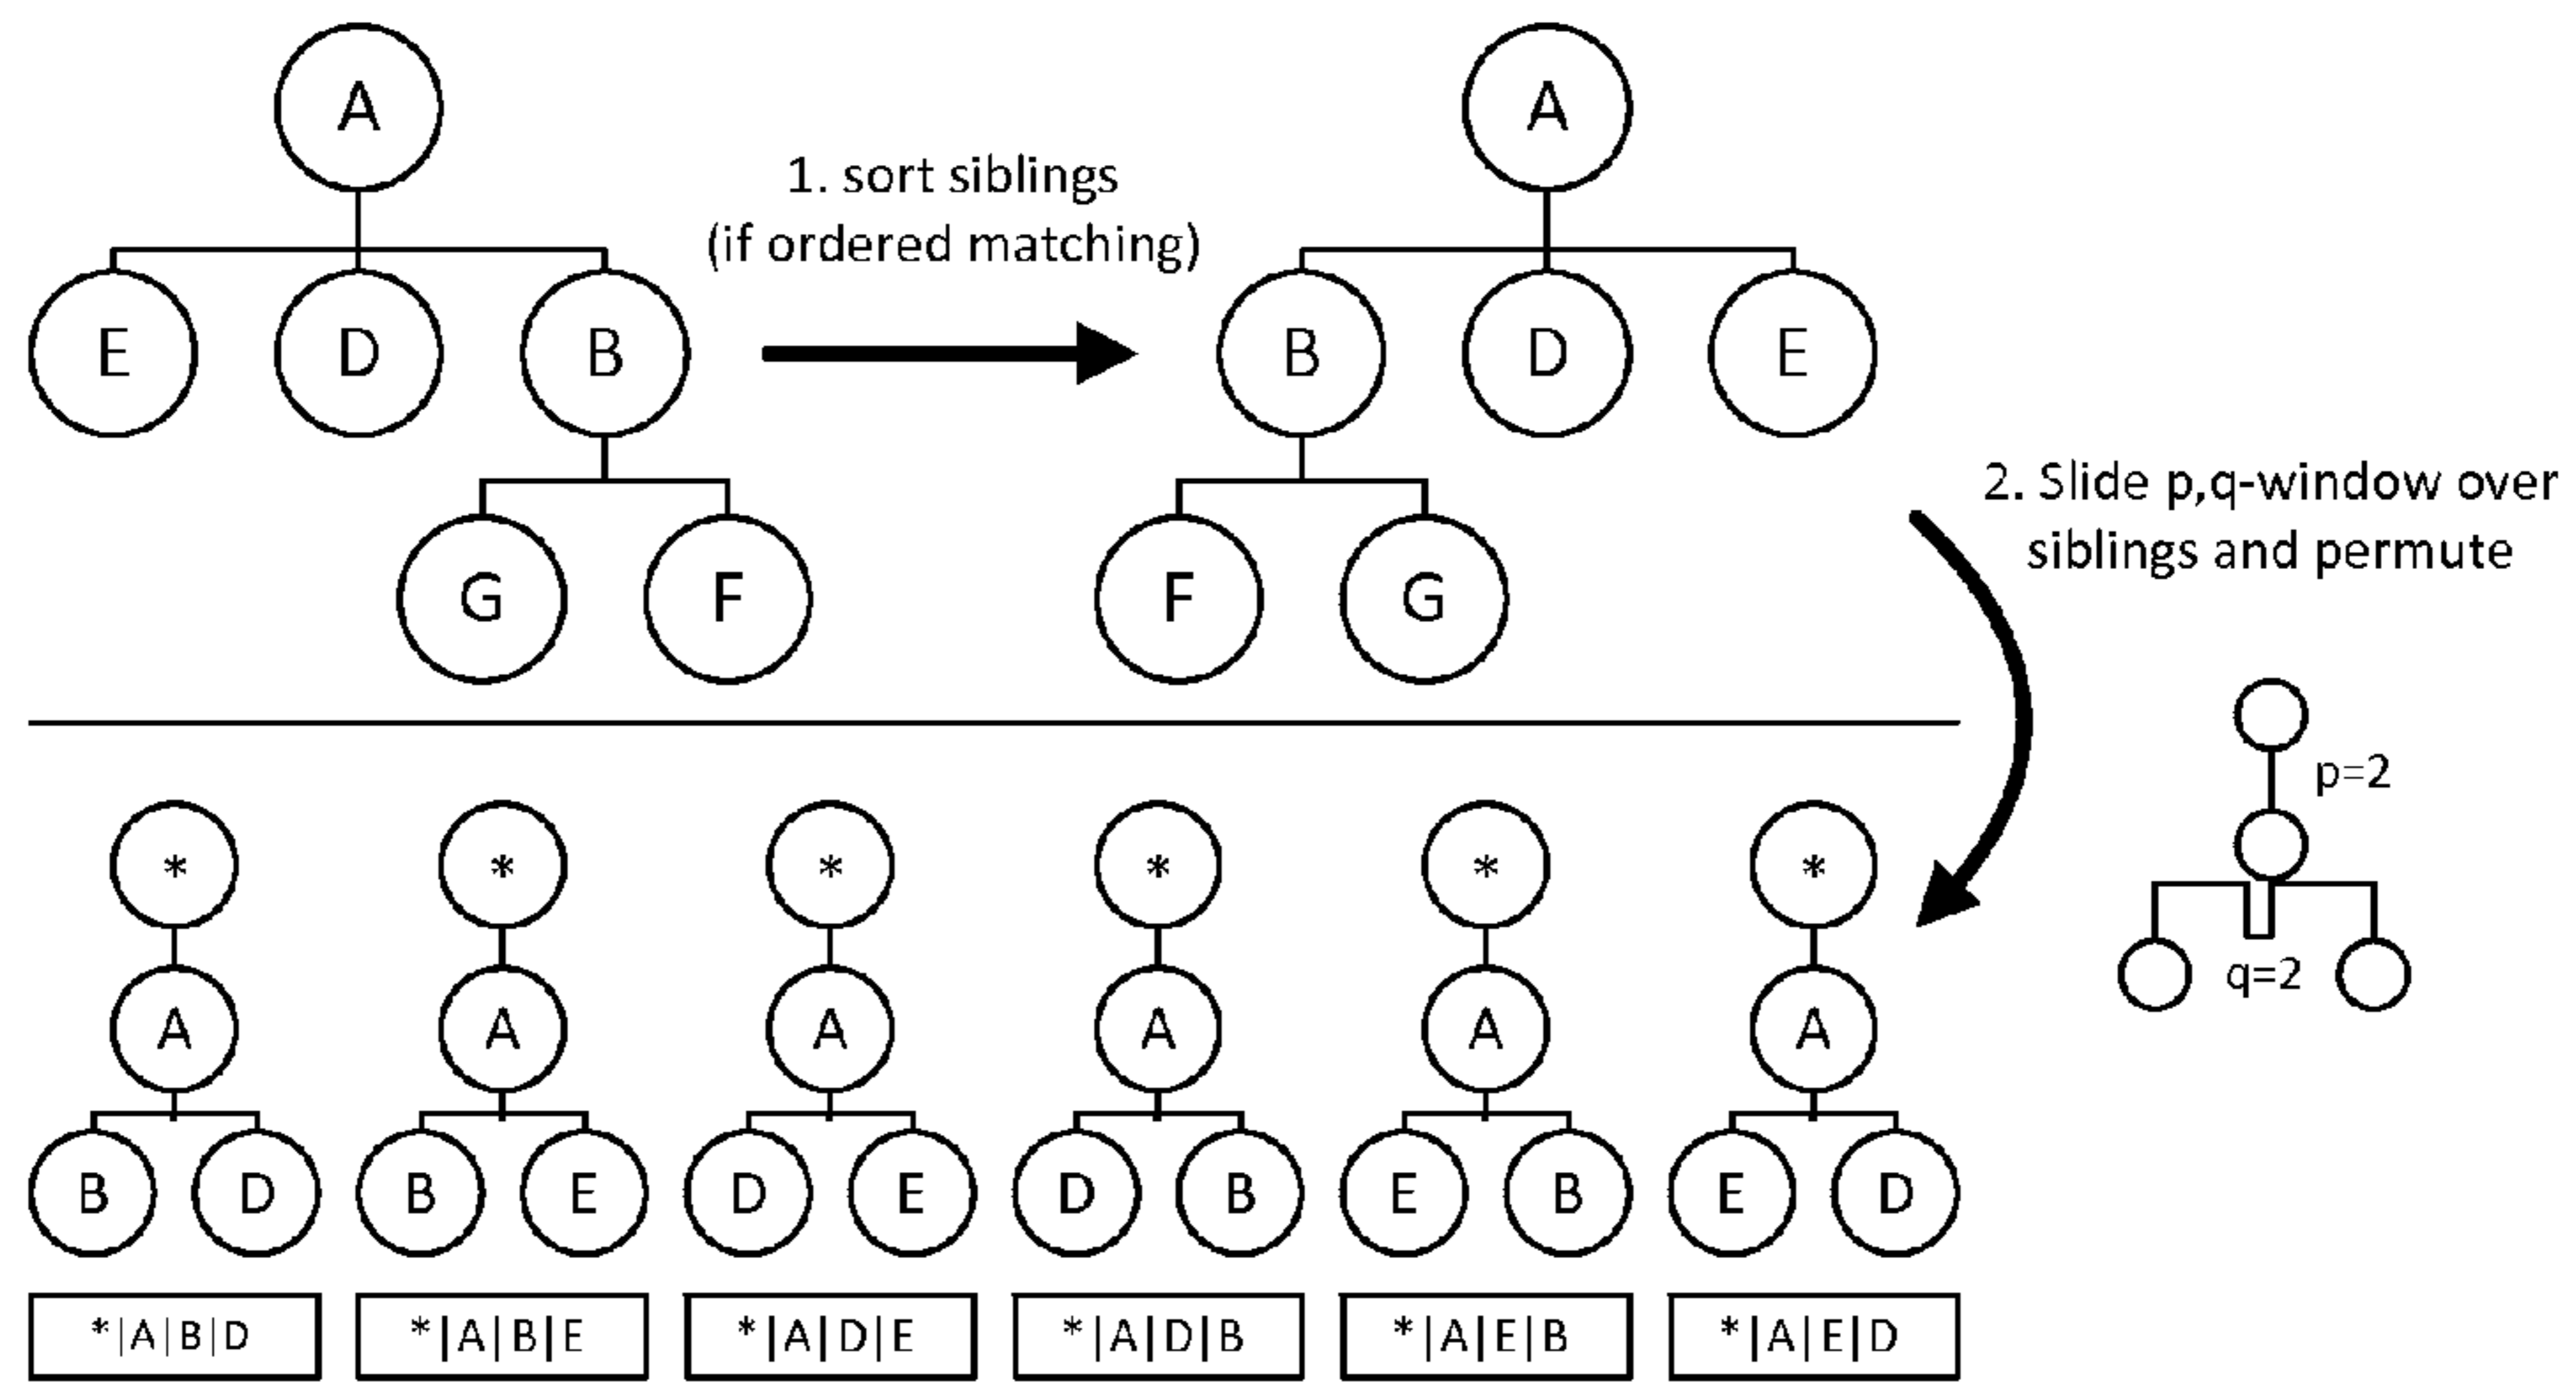 A
A
1. sort siblings
(if ordered matching)
E
D
B
B
D
E
G
F
F
G
2. Slide p,q-window over
siblings and permute
p=2
q=2
*
*
*
*
*
*
A
A
A
A
A
A
B
D
B
E
D
E
D
B
E
B
E
D
*|A|B|D
*|A|B|E
*|A|D|E
*|A|D|B
*|A|E|B
*|A|E|D